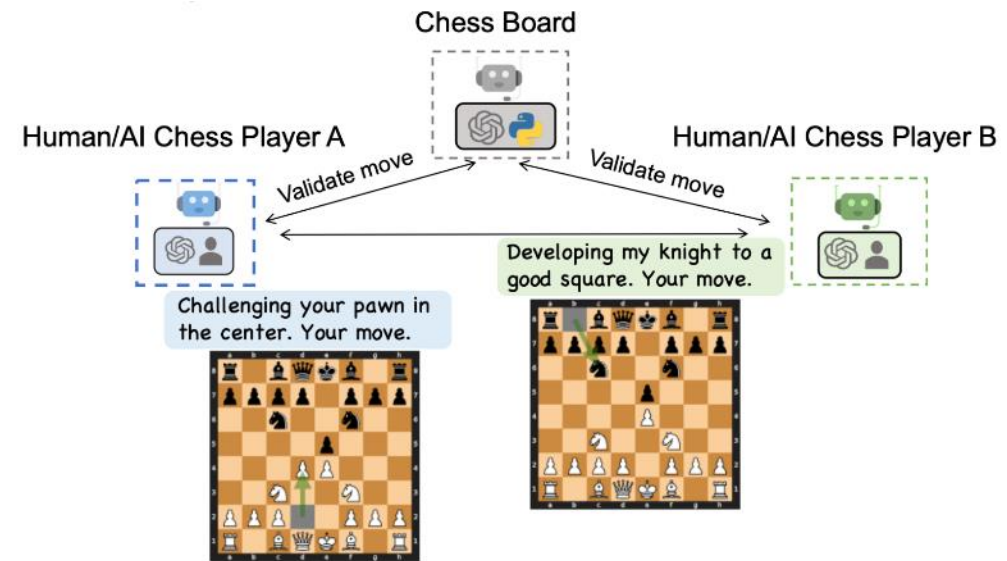 Chess Board
Human/AI Chess Player A
Human/AI Chess Player B
Validate move
Validate move
Developing my knight to a
good square. Your move.
Challenging your pawn in
the center. Your move.